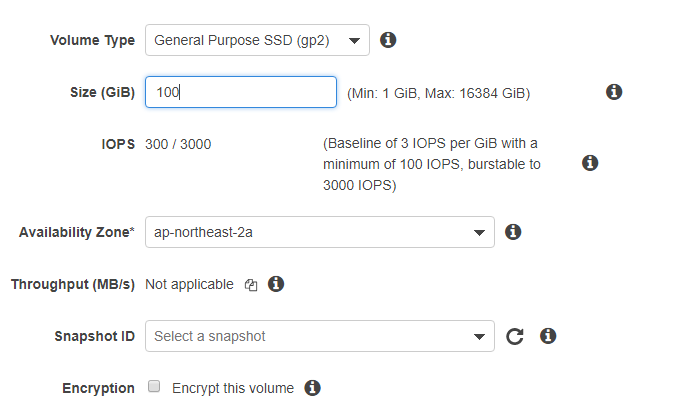 Volume Type General Purpose SSD (gp2)
Size (GiB) 100 (Min: 1 GiB, Max: 16384 GiB)
IOPS 300 / 3000 (Baseline of 3 IOPS per GiB with a
minimum of 100 IOPS, burstable to
3000 IOPS)
Availability Zone* ap-northeast-2a
Throughput (MB/s) Not applicable
Snapshot ID Select a snapshot
Encryption Encrypt this volume